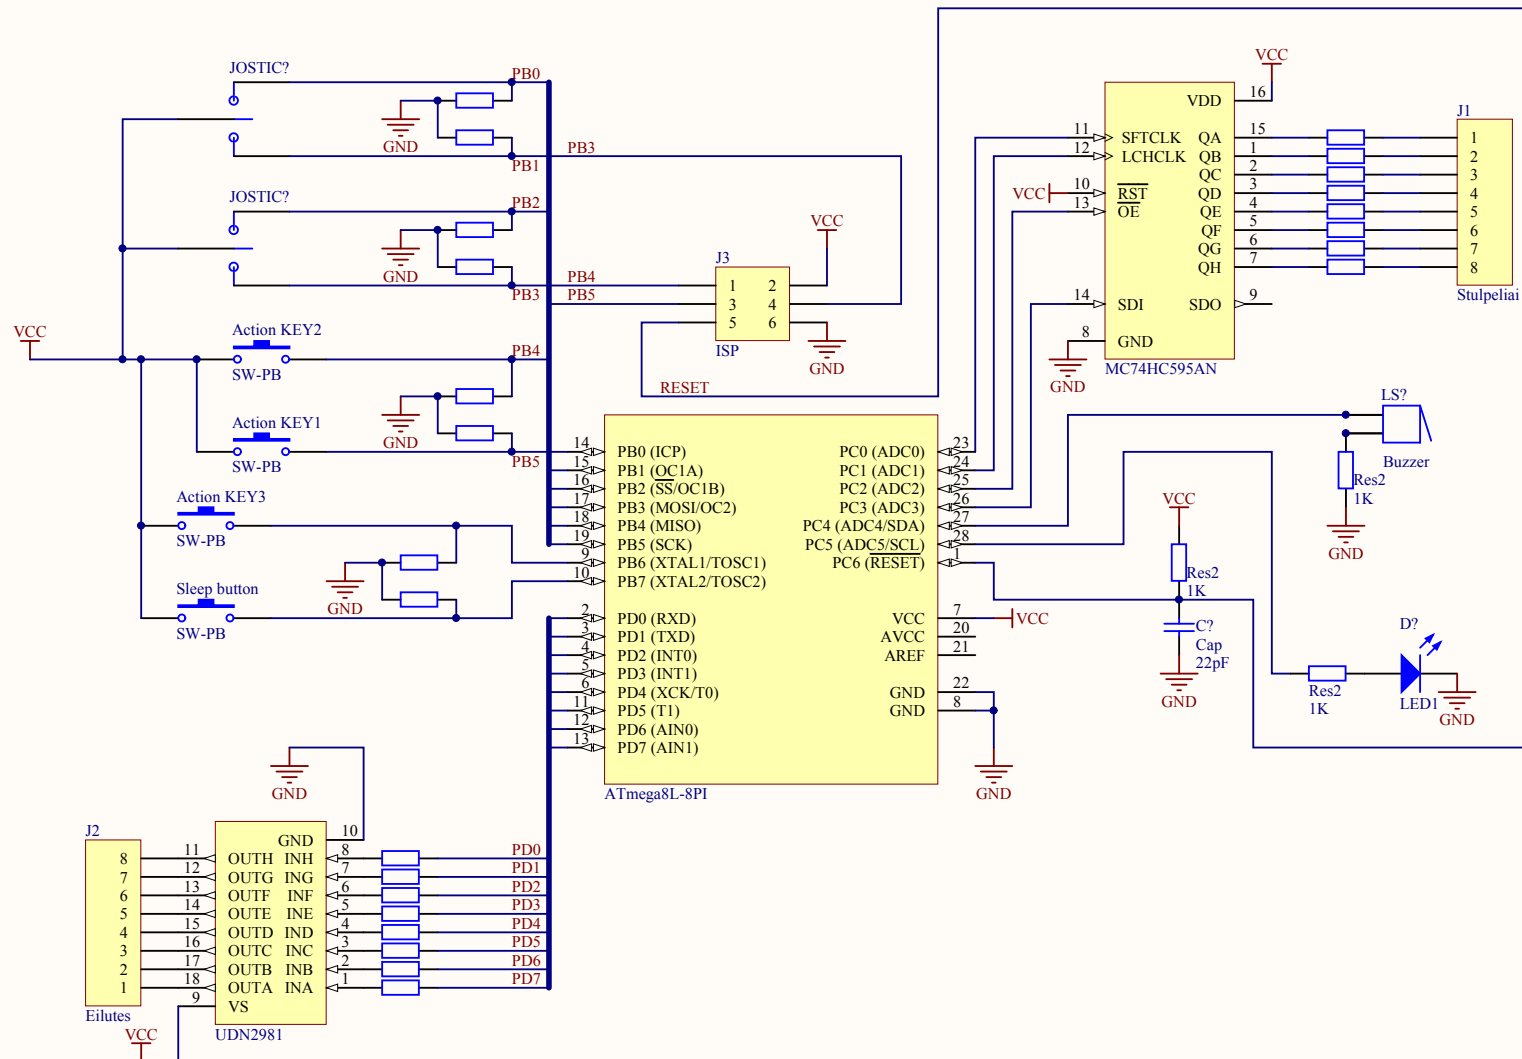 JOSTIC?
PB0
GND
PB1
PB3
JOSTIC?
PB2
GND
PB3
PB4
PB5
VCC
J3
1 2
3 4
5 6
ISP
GND
RESET
VCC
Action KEY2
SW-PB
PB4
GND
Action KEY1
SW-PB
PB5
Action KEY3
SW-PB
GND
Sleep button
SW-PB
VCC
VDD 16
11 SFTCLK QA 15
12 LCHCLK QB 1
QC 2
VCC 10 RST QD 3
13 OE QE 4
QF 5
QG 6
QH 7
14 SDI SDO 9
8 GND
GND
MC74HC595AN
J1
1
2
3
4
5
6
7
8
Stulpeliai
14 PB0 (ICP) PC0 (ADC0) 23
15 PB1 (OC1A) PC1 (ADC1) 24
16 PB2 (SS/OC1B) PC2 (ADC2) 25
17 PB3 (MOSI/OC2) PC3 (ADC3) 26
18 PB4 (MISO) PC4 (ADC4/SDA) 27
19 PB5 (SCK) PC5 (ADC5/SCL) 28
9 PB6 (XTAL1/TOSC1) PC6 (RESET) 1
10 PB7 (XTAL2/TOSC2)
2 PD0 (RXD) VCC 7 VCC
3 PD1 (TXD) AVCC 20
4 PD2 (INT0) AREF 21
5 PD3 (INT1)
6 PD4 (XCK/T0) GND 22
11 PD5 (T1) GND 8
12 PD6 (AIN0)
13 PD7 (AIN1)
ATmega8L-8PI
GND
LS?
Buzzer
Res2
1K
GND
VCC
Res2
1K
C?
Cap
22pF
GND
D?
Res2
1K
LED1
GND
GND
J2
GND 10
8 11 OUTH INH 8 PD0
7 12 OUTG ING 7 PD1
6 13 OUTF INF 6 PD2
5 14 OUTE INE 5 PD3
4 15 OUTD IND 4 PD4
3 16 OUTC INC 3 PD5
2 17 OUTB INB 2 PD6
1 18 OUTA INA 1 PD7
9 VS
Eilutes
UDN2981
VCC